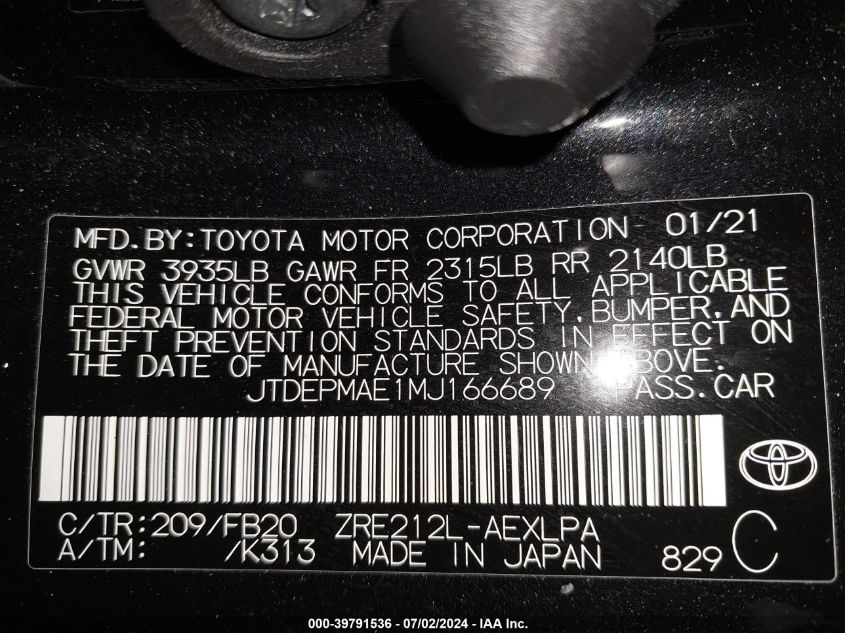 MFD.BY:TOYOTA MOTOR CORPORATION 01/21
GVWR 3935LB GAWR FR 2315LB RR 2140LB
THIS VEHICLE CONFORMS TO ALL APPLICABLE
FEDERAL MOTOR VEHICLE SAFETY,BUMPER,AND
THEFT PREVENTION STANDARDS IN EFFECT ON
THE DATE OF MANUFACTURE SHOWN ABOVE.
JTDEPMAE1MJ166689 PASS.CAR
C/TR:209/FB20 ZRE212L-AEXLPA
A/TM: /K313 MADE IN JAPAN 829 C
000-39791536 - 07/02/2024 - IAA Inc.